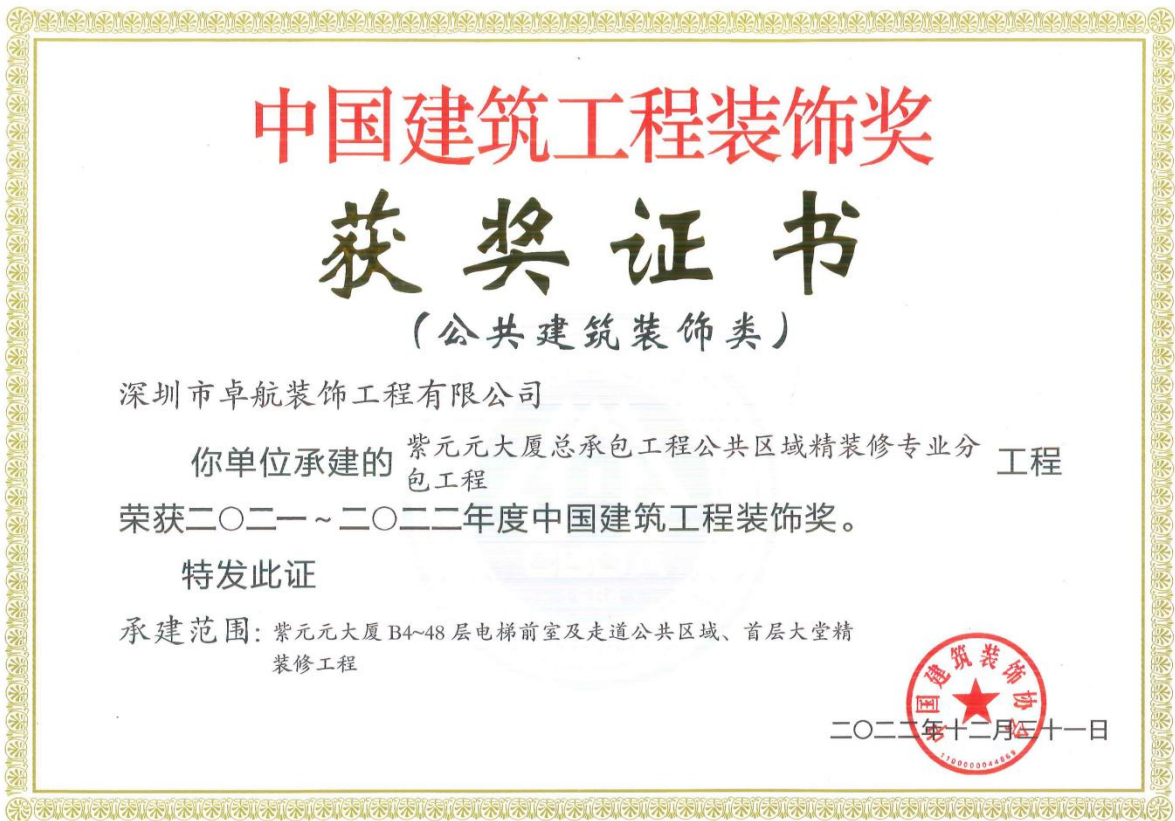 中国建筑工程装饰奖
获奖证书
(公共建筑装饰类)
深圳市卓航装饰工程有限公司
你单位承建的 紫元元大厦总承包工程公共区域精装修专业分 工程
包工程
荣获二〇二一~二〇二二年度中国建筑工程装饰奖。
特发此证
承建范围: 紫元元大厦 B4~48 层电梯前室及走道公共区域、首层大堂精
装修工程
中国建筑装饰协会
二〇二二年十二月三十一日